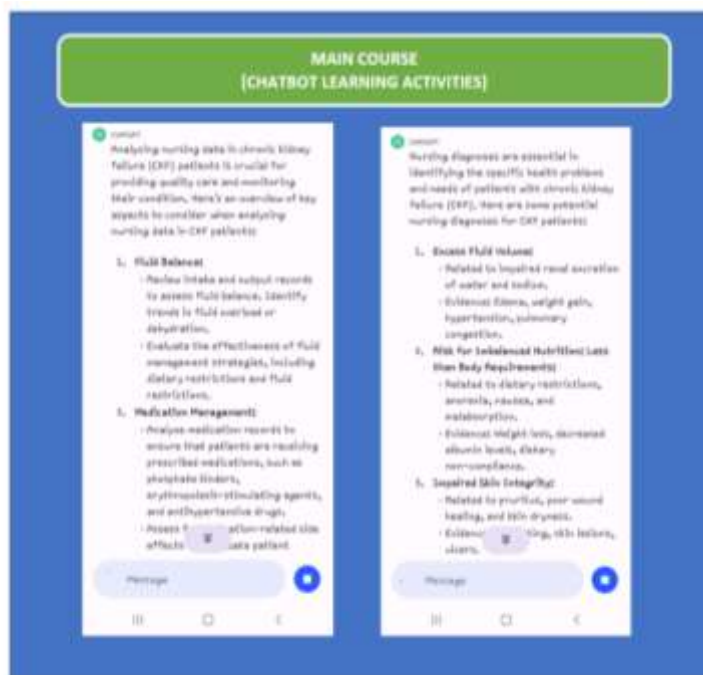 MAIN COURSE
(CHATBOT LEARNING ACTIVITIES)
Analysing nursing data in chronic kidney
failure (CKF) patients is crucial for
providing quality care and monitoring
their condition. Here's an overview of key
aspects to consider when analysing
nursing data in CKF patients:
1. Fluid Balance:
- Review intake and output records
to assess fluid balance. Identify
trends in fluid overload or
dehydration.
- Evaluate the effectiveness of fluid
management strategies, including
dietary restrictions and fluid
restrictions.
Medication Management:
- Analyse medication records to
ensure that patients are receiving
prescribed medications, such as
phosphate binders,
erythropoietin-stimulating agents,
and antihypertensive drugs.
- Assess
effects patient
Message
Nursing diagnoses are essential in
identifying the specific health problems
and needs of patients with chronic kidney
failure (CKF). Here are some potential
nursing diagnoses for CKF patients:
1. Excess Fluid Volume:
- Related to impaired renal excretion
of water and sodium.
- Evidence: Edema, weight gain,
hypertension, pulmonary
congestion.
Risk for Imbalanced Nutrition: Less
than Body Requirements:
- Related to dietary restrictions,
anorexia, nausea, and
malabsorption.
- Evidence: Weight loss, decreased
albumin levels, dietary
non-compliance.
3. Impaired Skin Integrity:
- Related to pruritus, poor wound
healing, and skin dryness.
skin lesions,
ulcers.
Message